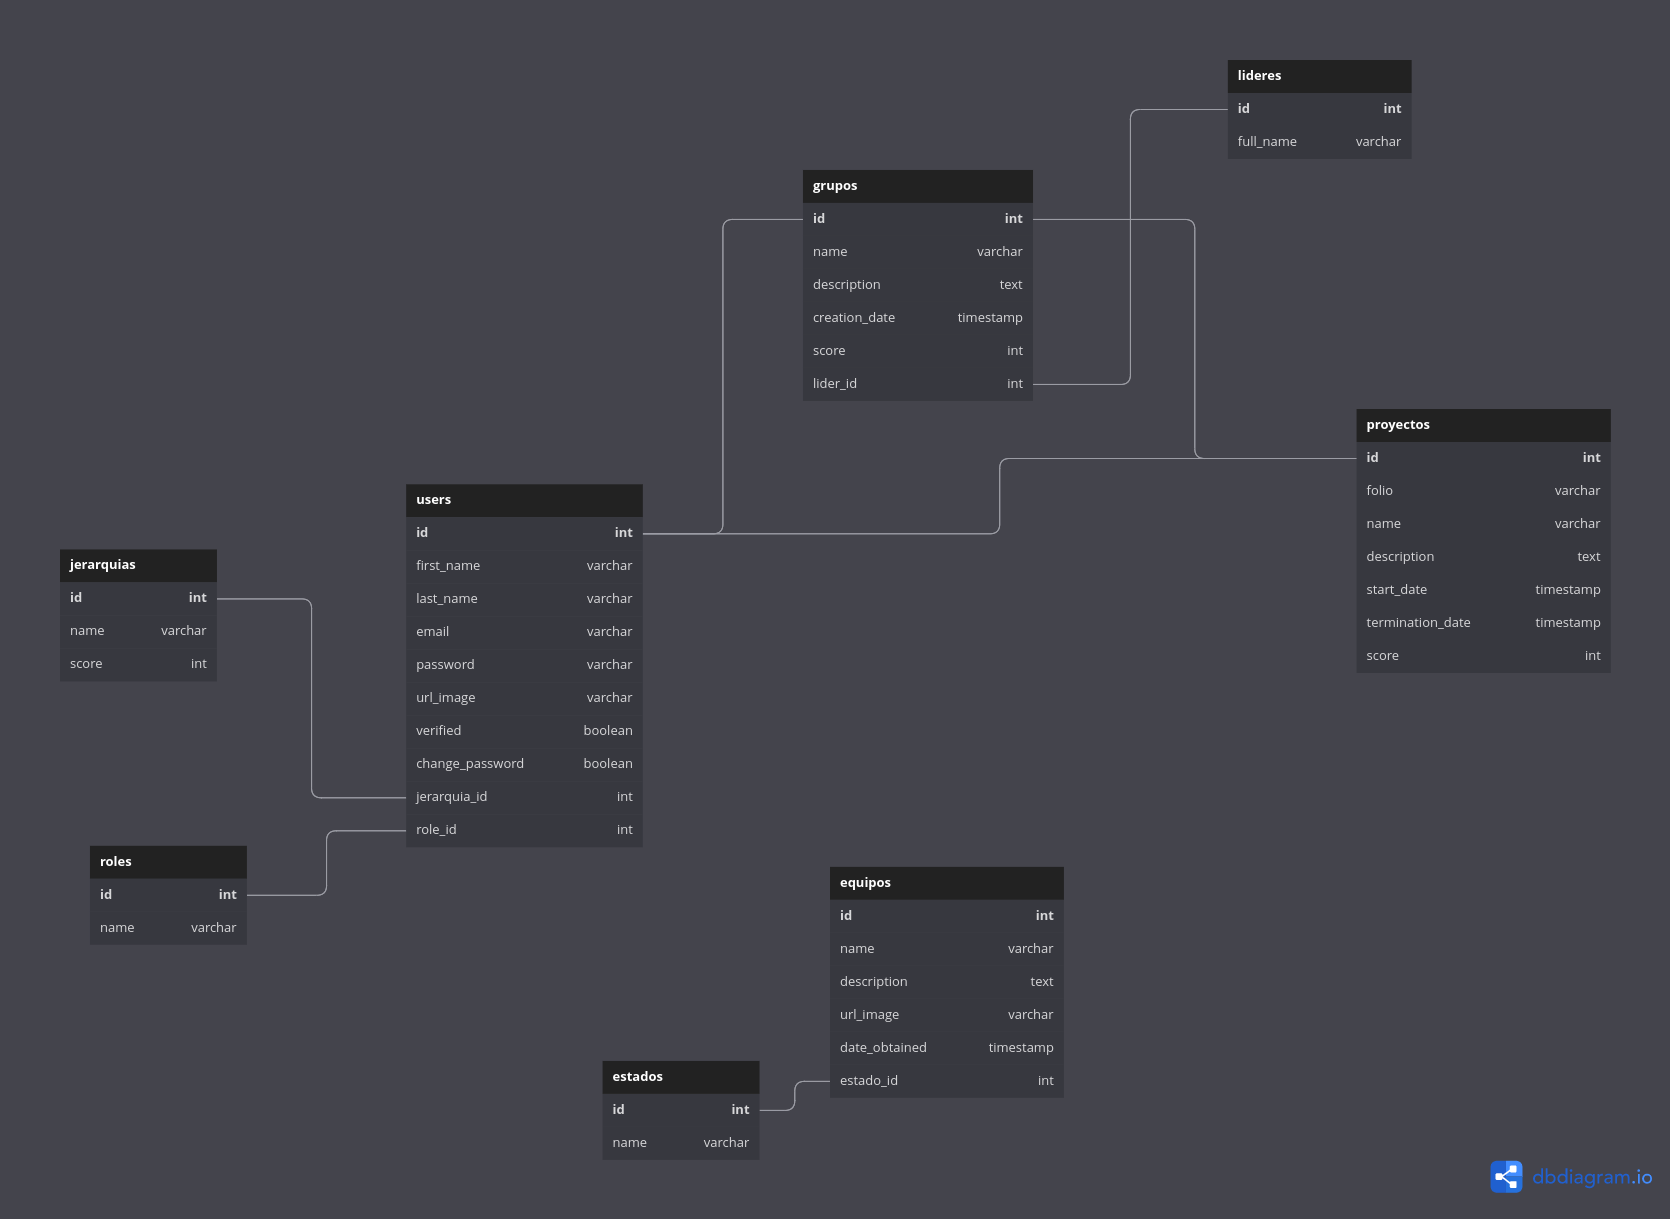 lideres
id int
full_name varchar
grupos
id int
name varchar
description text
creation_date timestamp
score int
lider_id int
proyectos
id int
folio varchar
name varchar
description text
start_date timestamp
termination_date timestamp
score int
users
id int
first_name varchar
last_name varchar
email varchar
password varchar
url_image varchar
verified boolean
change_password boolean
jerarquia_id int
role_id int
jerarquias
id int
name varchar
score int
roles
id int
name varchar
equipos
id int
name varchar
description text
url_image varchar
date_obtained timestamp
estado_id int
estados
id int
name varchar
dbdiagram.io